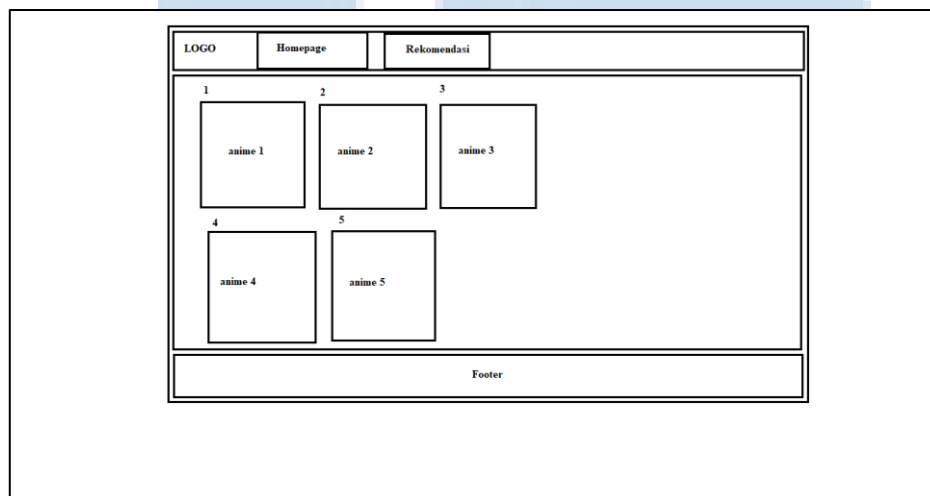 LOGO Homepage Rekomendasi
1 2 3
anime 1 anime 2 anime 3
4 5
anime 4 anime 5
Footer